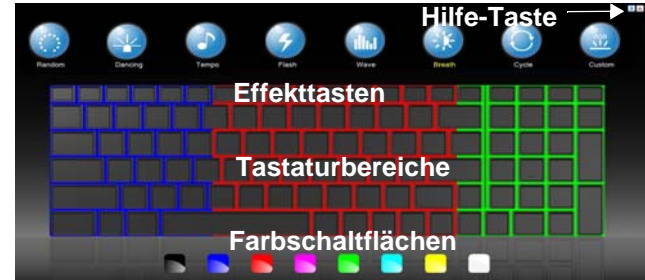 Hilfe-Taste
Random Dancing Tempo Flash Wave Breath Cycle Custom
Effekttasten
Tastaturbereiche
Farbschaltflächen